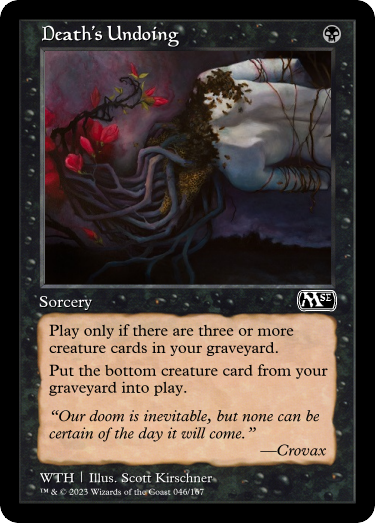 Death's Undoing
Sorcery
MSE
Play only if there are three or more
creature cards in your graveyard.
Put the bottom creature card from your
graveyard into play.
“Our doom is inevitable, but none can be
certain of the day it will come.”
—Crovax
WTH | Illus. Scott Kirschner
™ & © 2023 Wizards of the Coast 046/167